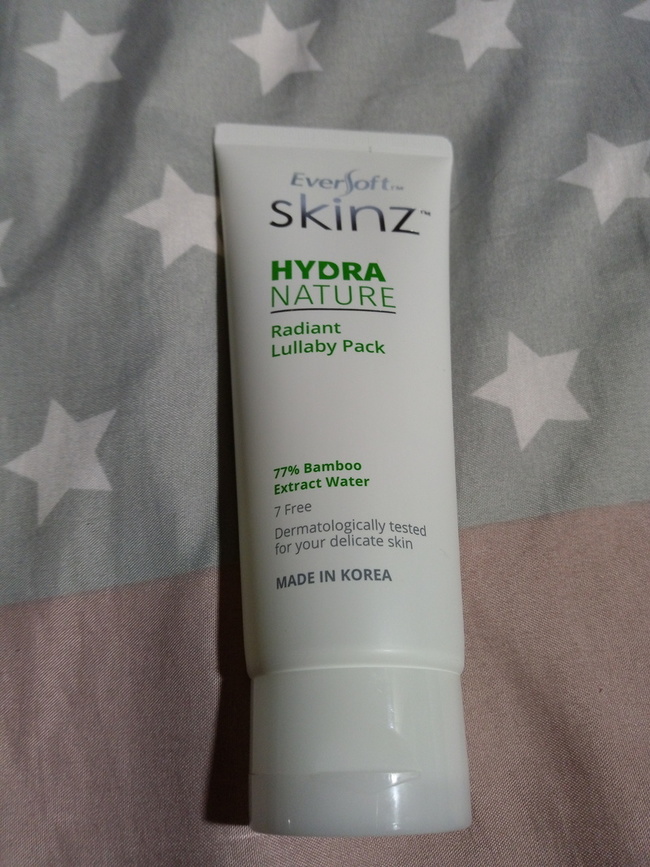 EverSoft™
skinz™
HYDRA
NATURE
Radiant
Lullaby Pack
77% Bamboo
Extract Water
7 Free
Dermatologically tested
for your delicate skin
MADE IN KOREA